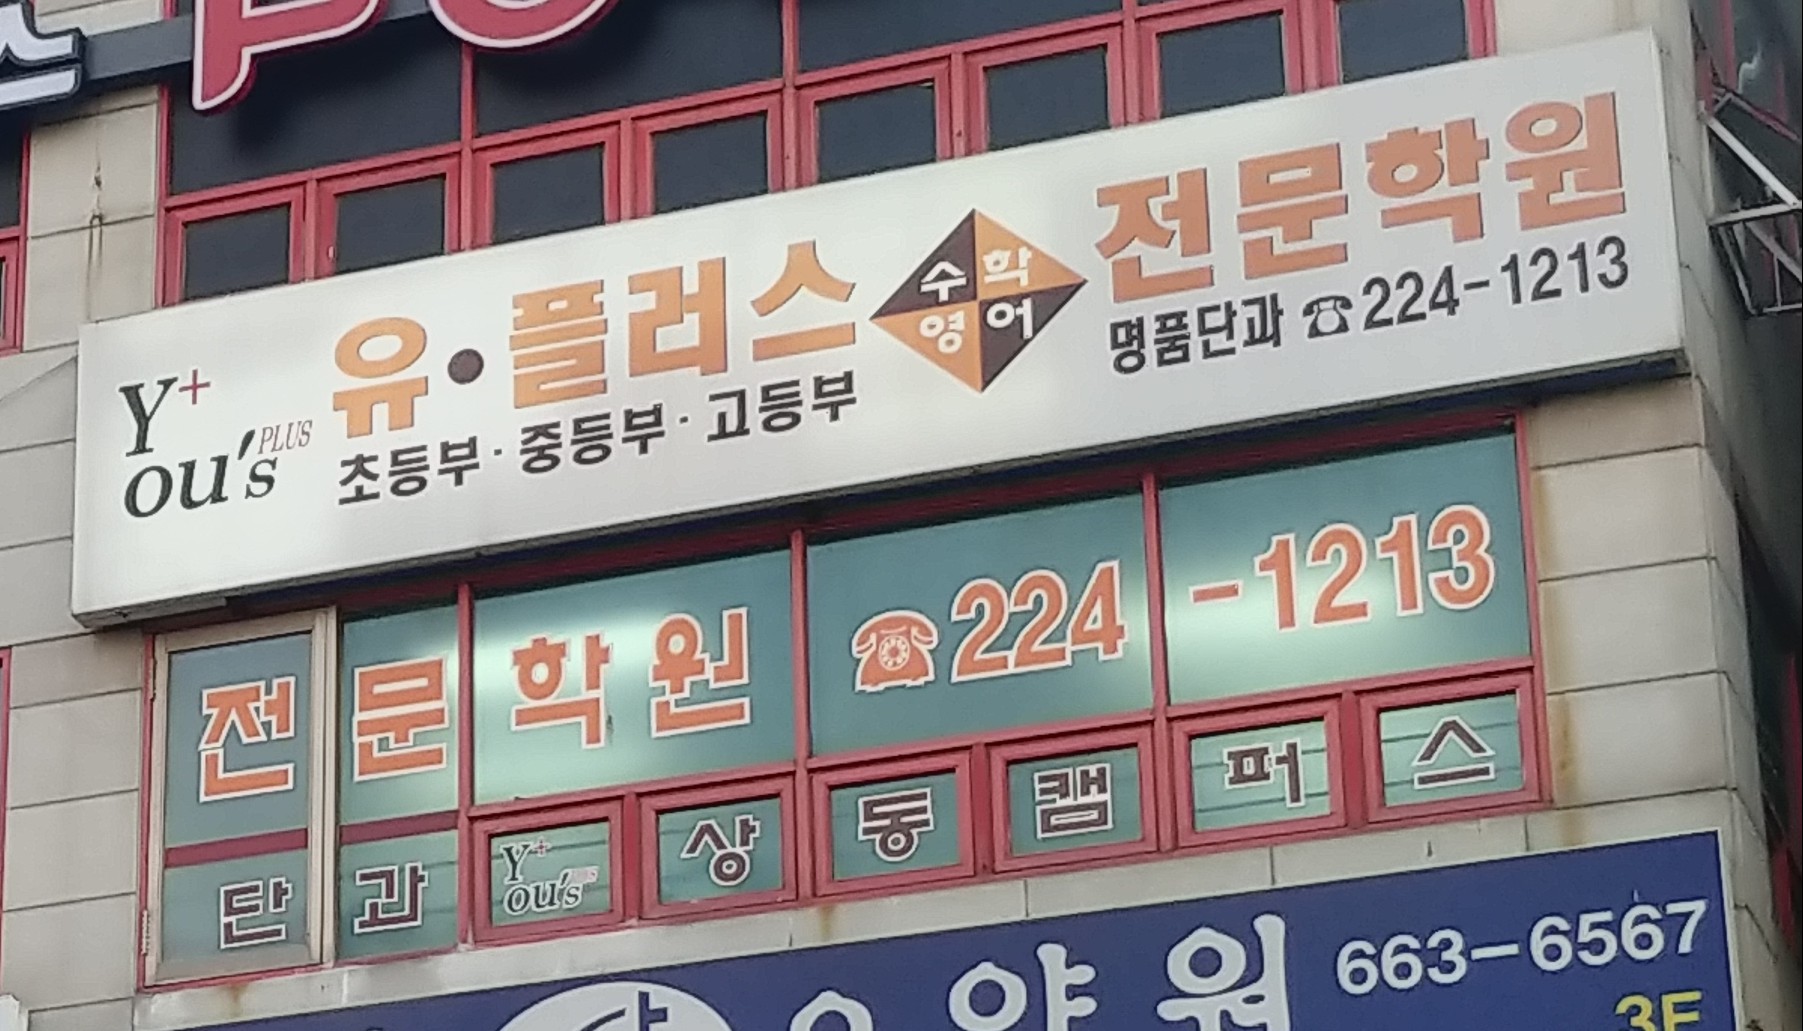 Y+
ou's PLUS
유·플러스 수학 영어 전문학원
초등부·중등부·고등부
명품단과 ☎224-1213
전문학원 ☎224-1213
단과 Y+ ou's PLUS 상동캠퍼스
663-6567